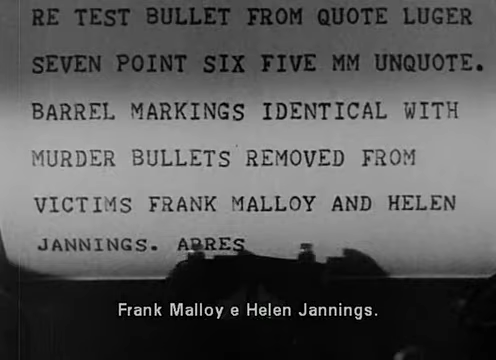 RE TEST BULLET FROM QUOTE LUGER
SEVEN POINT SIX FIVE MM UNQUOTE.
BARREL MARKINGS IDENTICAL WITH
MURDER BULLETS REMOVED FROM
VICTIMS FRANK MALLOY AND HELEN
JANNINGS. ARRES
Frank Malloy e Helen Jannings.